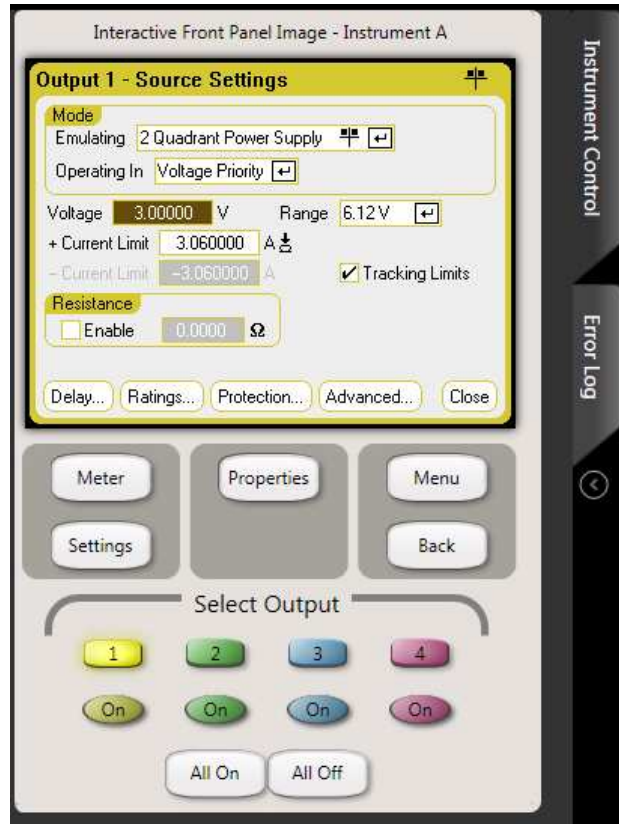 Interactive Front Panel Image - Instrument A
Output 1 - Source Settings
Mode
Emulating 2 Quadrant Power Supply
Operating In Voltage Priority
Voltage 3.00000 V Range 6.12 V
+ Current Limit 3.060000 A
- Current Limit -3.060000 A Tracking Limits
Resistance
Enable 0.0000 Ω
Delay... Ratings... Protection... Advanced... Close
Meter Properties Menu
Settings Back
Select Output
1 2 3 4
On On On On
All On All Off
Instrument Control
Error Log